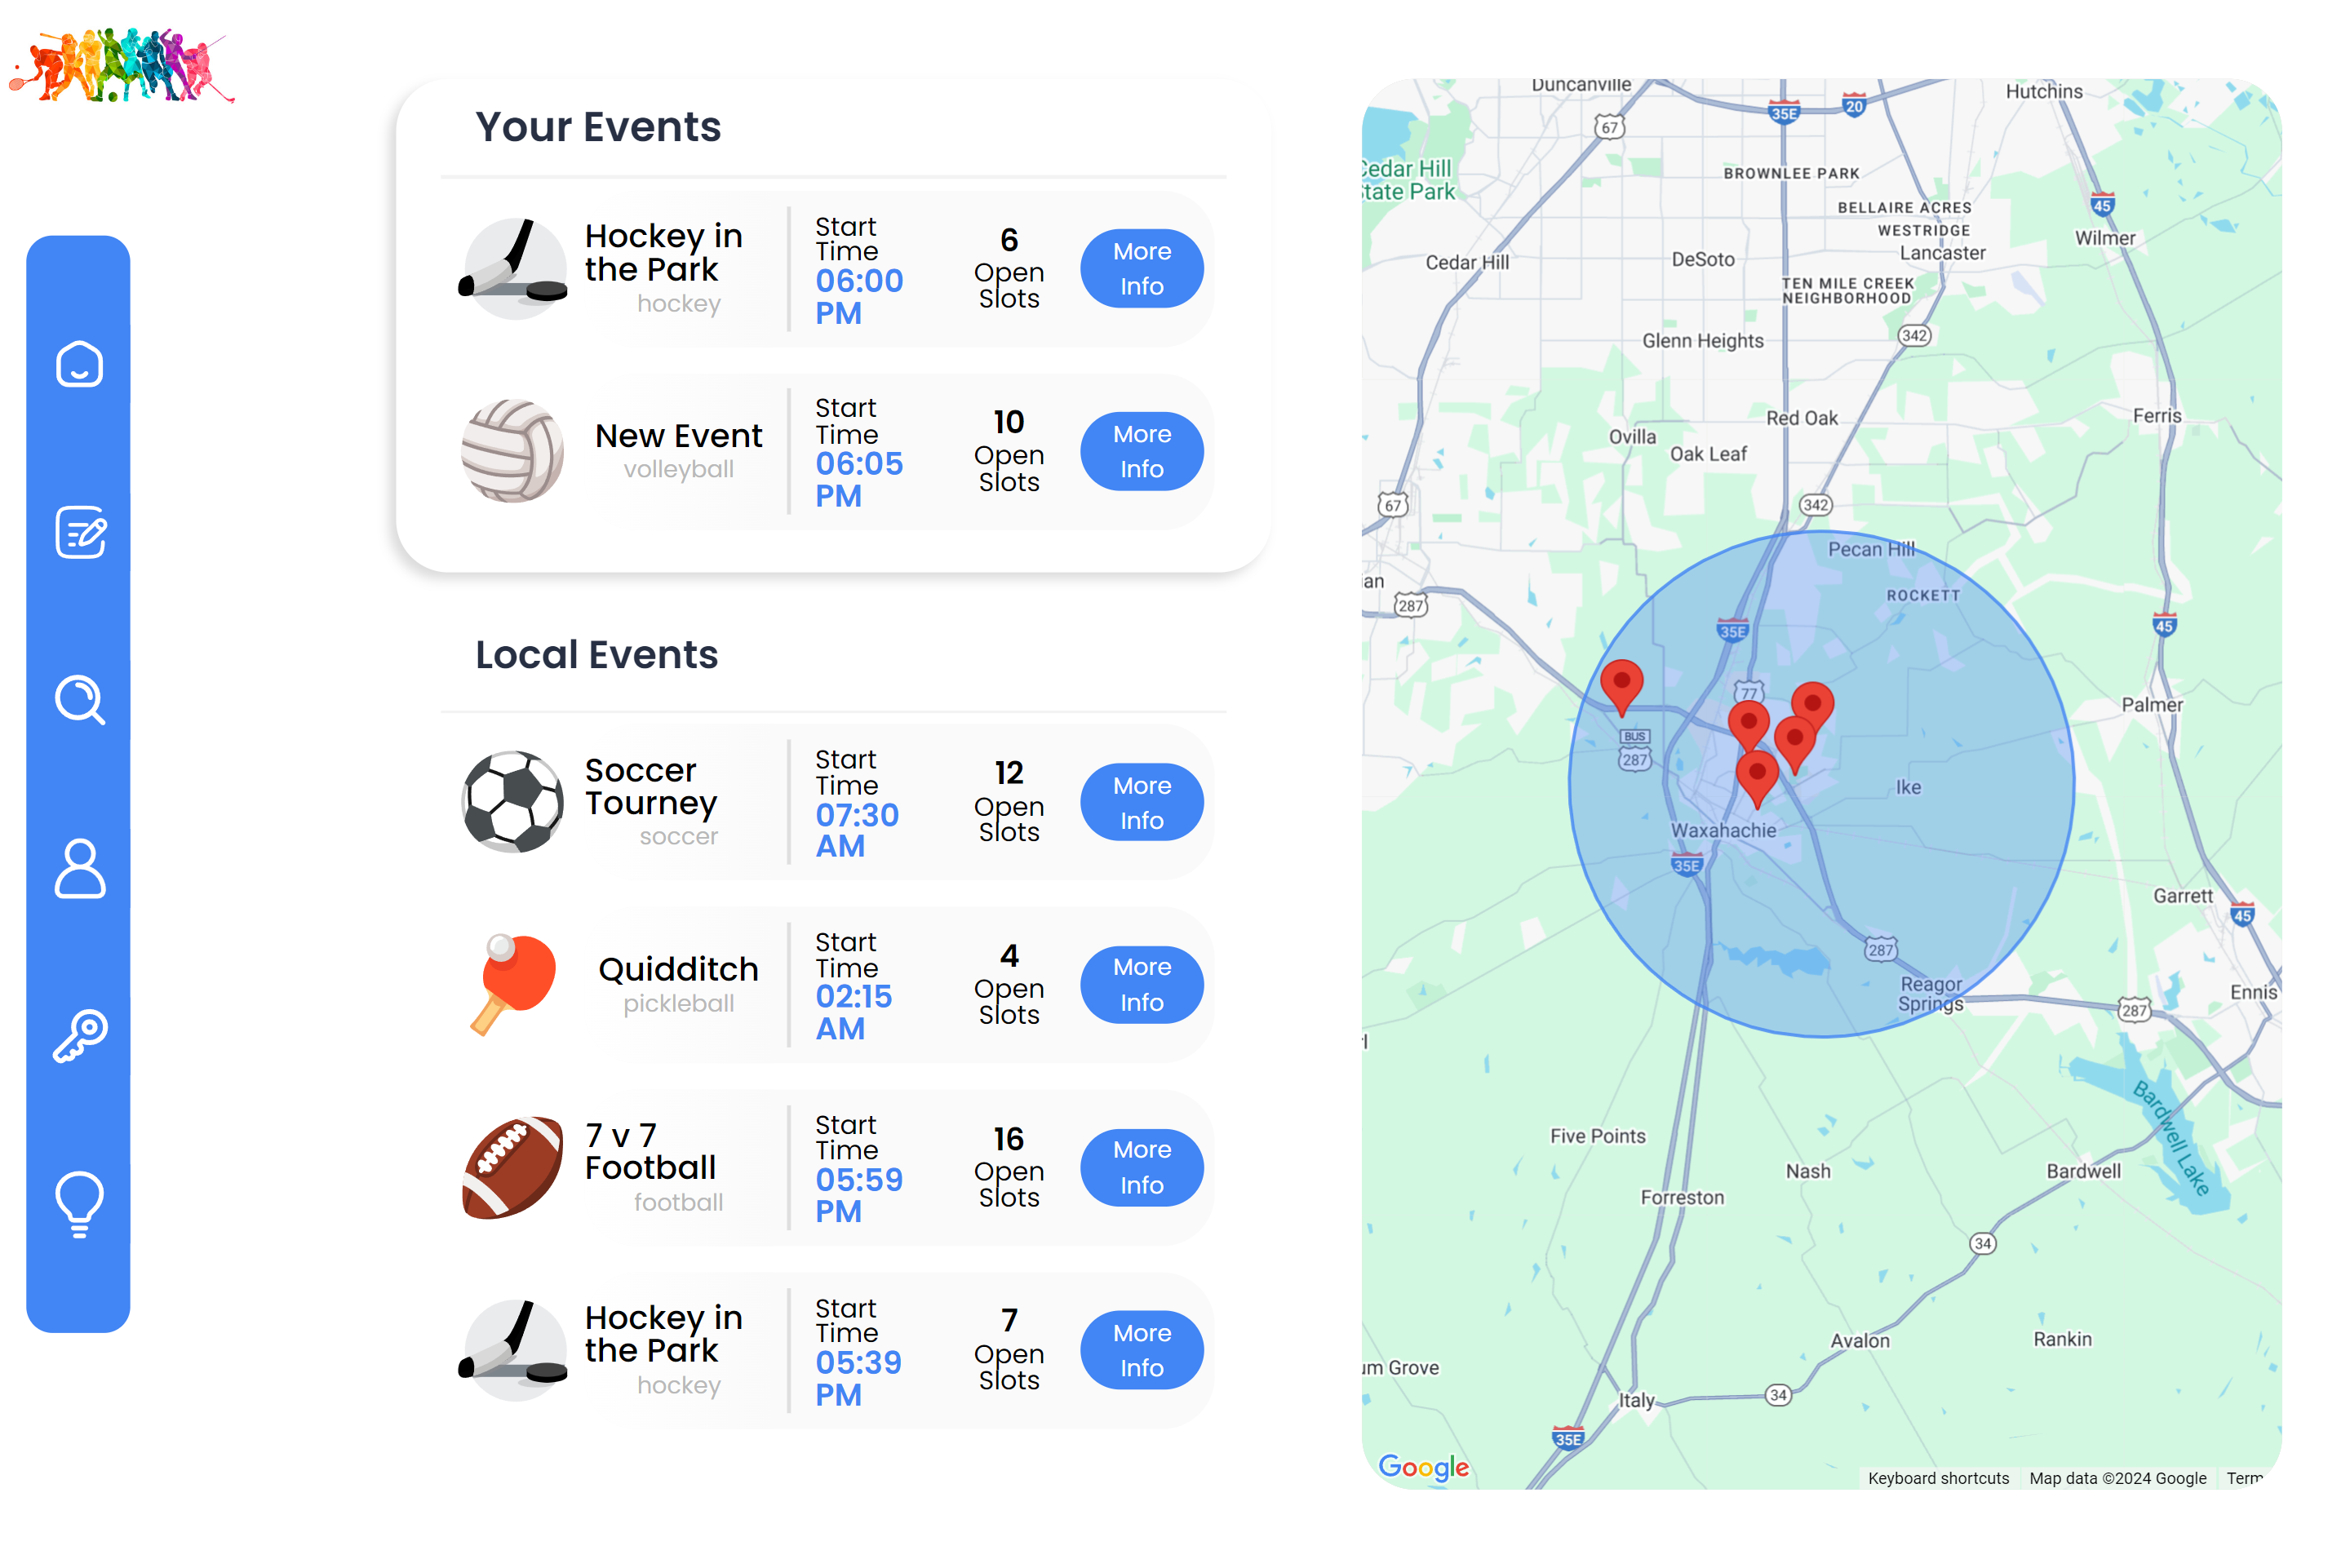 Your Events
Hockey in
the Park
hockey
Start
Time
06:00
PM
6
Open
Slots
More
Info
New Event
volleyball
Start
Time
06:05
PM
10
Open
Slots
More
Info
Local Events
Soccer
Tourney
soccer
Start
Time
07:30
AM
12
Open
Slots
More
Info
Quidditch
pickleball
Start
Time
02:15
AM
4
Open
Slots
More
Info
7 v 7
Football
football
Start
Time
05:59
PM
16
Open
Slots
More
Info
Hockey in
the Park
hockey
Start
Time
05:39
PM
7
Open
Slots
More
Info
Duncanville
Hutchins
20
35E
67
Cedar Hill
State Park
BROWNLEE PARK
45
BELLAIRE ACRES
WESTRIDGE
Wilmer
Lancaster
Cedar Hill
DeSoto
TEN MILE CREEK
NEIGHBORHOOD
342
Glenn Heights
Red Oak
Ferris
Ovilla
Oak Leaf
67
342
Pecan Hill
ian
287
ROCKETT
35E
45
77
Palmer
BUS
287
Ike
Waxahachie
35E
Garrett
45
287
Reagor
Springs
Ennis
287
rl
Bardwell Lake
Five Points
Nash
Bardwell
Forreston
34
Avalon
Rankin
um Grove
34
Italy
35E
Google
Keyboard shortcuts
Map data ©2024 Google
Term